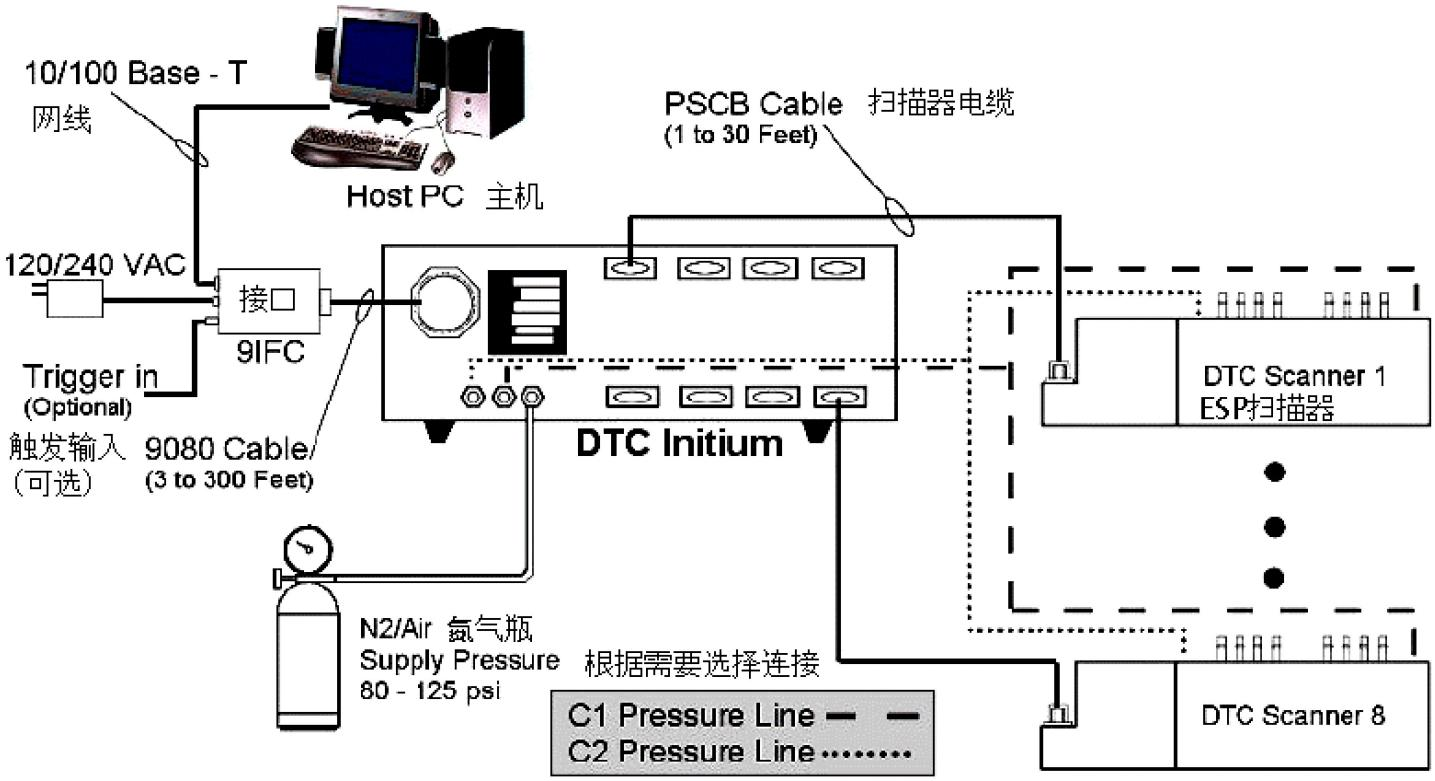 10/100 Base - T
网线
Host PC 主机
PSCB Cable 扫描器电缆
(1 to 30 Feet)
120/240 VAC
接口
9IFC
Trigger in
(Optional)
触发输入
(可选)
9080 Cable
(3 to 300 Feet)
DTC Initium
DTC Scanner 1
ESP扫描器
N2/Air 氮气瓶
Supply Pressure
80 - 125 psi
根据需要选择连接
C1 Pressure Line
C2 Pressure Line
DTC Scanner 8